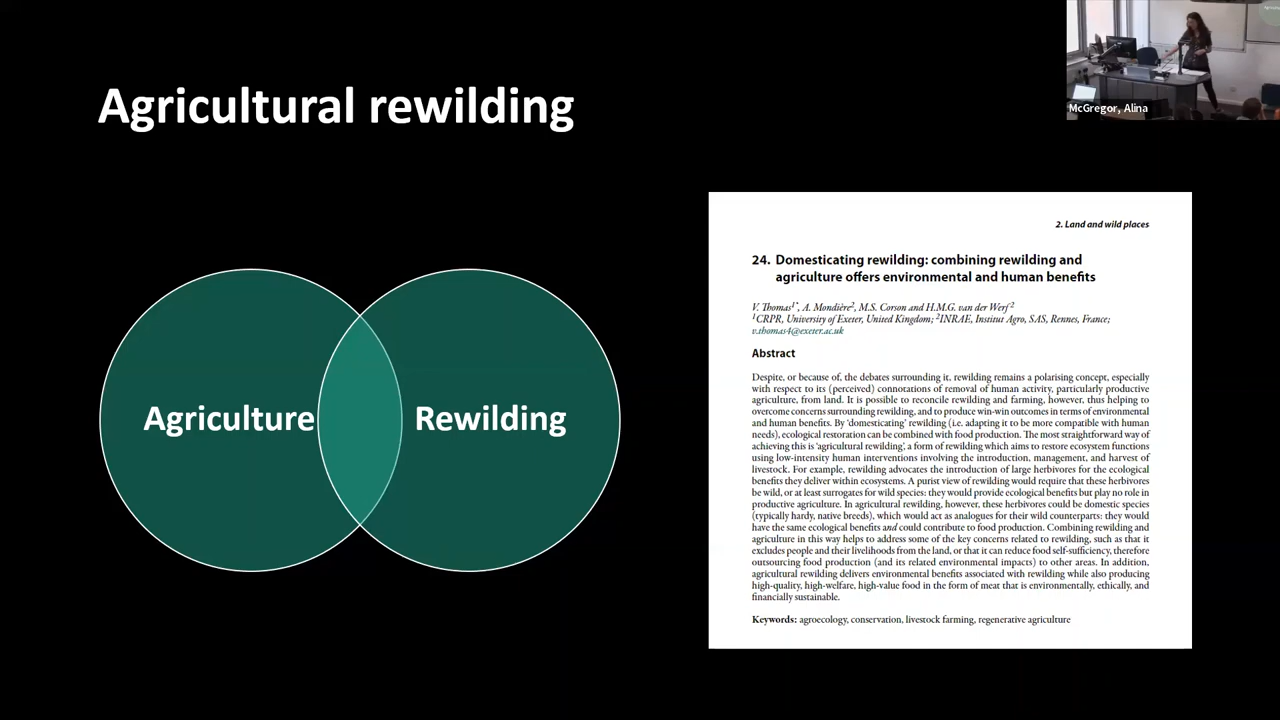 Agricultural rewilding
McGregor, Alina
Agriculture
Rewilding
2. Land and wild places
24. Domesticating rewilding: combining rewilding and
agriculture offers environmental and human benefits
V. Thomas1*, A. Mondière2, M.S. Corson and H.M.G. van der Werf2
1CRPR, University of Exeter, United Kingdom; 2INRAE, Institut Agro, SAS, Rennes, France;
v.thomas4@exeter.ac.uk
Abstract
Despite, or because of, the debates surrounding it, rewilding remains a polarising concept, especially
with respect to its (perceived) connotations of removal of human activity, particularly productive
agriculture, from land. It is possible to reconcile rewilding and farming, however, thus helping to
overcome concerns surrounding rewilding, and to produce win-win outcomes in terms of environmental
and human benefits. By 'domesticating' rewilding (i.e. adapting it to be more compatible with human
needs), ecological restoration can be combined with food production. The most straightforward way of
achieving this is 'agricultural rewilding', a form of rewilding which aims to restore ecosystem functions
using low-intensity human interventions involving the introduction, management, and harvest of
livestock. For example, rewilding advocates the introduction of large herbivores for the ecological
benefits they deliver within ecosystems. A purist view of rewilding would require that these herbivores
be wild, or at least surrogates for wild species: they would provide ecological benefits but play no role in
productive agriculture. In agricultural rewilding, however, these herbivores could be domestic species
(typically hardy, native breeds), which would act as analogues for their wild counterparts: they would
have the same ecological benefits and could contribute to food production. Combining rewilding and
agriculture in this way helps to address some of the key concerns related to rewilding, such as that it
excludes people and their livelihoods from the land, or that it can reduce food self-sufficiency, therefore
outsourcing food production (and its related environmental impacts) to other areas. In addition,
agricultural rewilding delivers environmental benefits associated with rewilding while also producing
high-quality, high-welfare, high-value food in the form of meat that is environmentally, ethically, and
financially sustainable.
Keywords: agroecology, conservation, livestock farming, regenerative agriculture